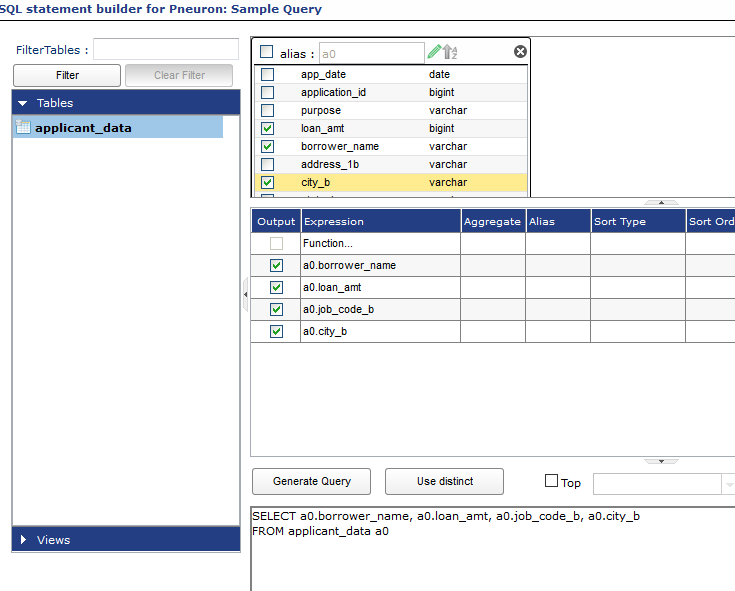 SQL statement builder for Pneuron: Sample Query
FilterTables :
Filter
Clear Filter
Tables
applicant_data
Views
alias : a0
app_date date
application_id bigint
purpose varchar
loan_amt bigint
borrower_name varchar
address_1b varchar
city_b varchar
Output Expression Aggregate Alias Sort Type Sort Ord
Function...
a0.borrower_name
a0.loan_amt
a0.job_code_b
a0.city_b
Generate Query
Use distinct
Top
SELECT a0.borrower_name, a0.loan_amt, a0.job_code_b, a0.city_b
FROM applicant_data a0